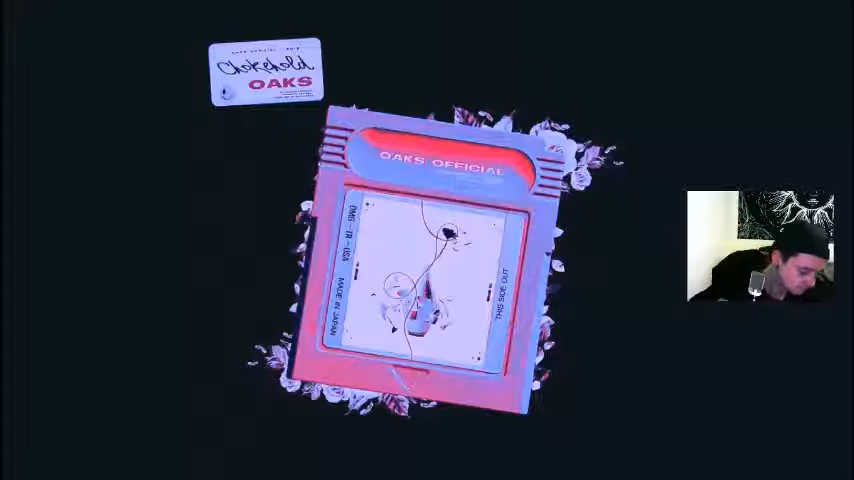 Chokehold
OAKS
OAKS OFFICIAL
DMG-TR-USA
MADE IN JAPAN
THIS SIDE OUT